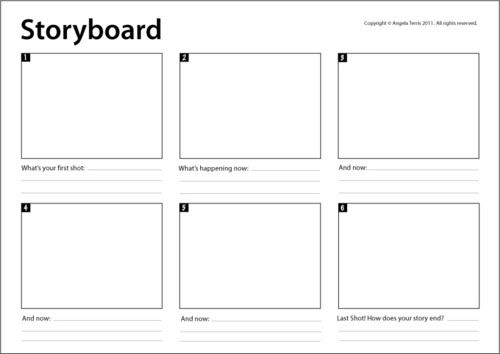 Storyboard
Copyright © Angela Terris 2011. All rights reserved.
1
2
3
What's your first shot:
What's happening now:
And now:
4
5
6
And now:
And now:
Last Shot! How does your story end?